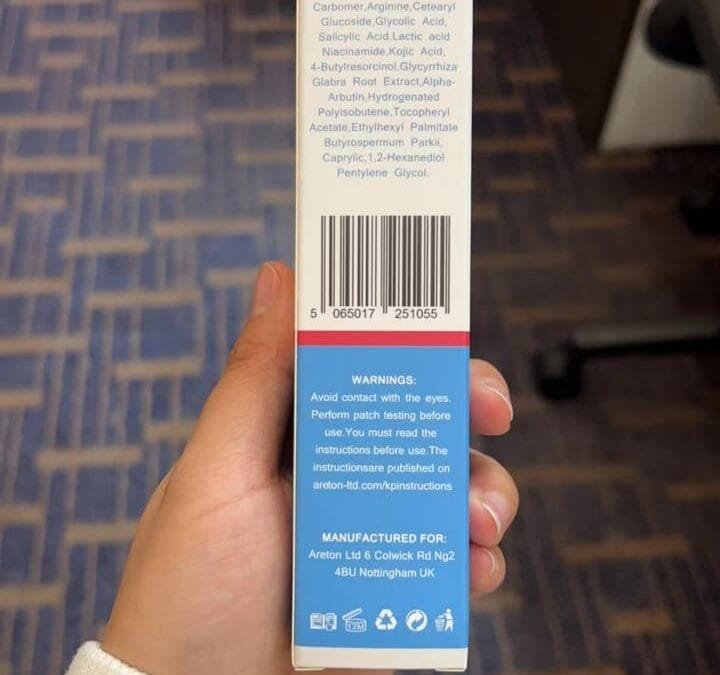 Carbomer,Arginine,Cetearyl
Glucoside,Glycolic Acid,
Salicylic Acid,Lactic acid
Niacinamide,Kojic Acid,
4-Butylresorcinol,Glycyrrhiza
Glabra Root Extract,Alpha-
Arbutin,Hydrogenated
Polyisobutene,Tocopheryl
Acetate,Ethylhexyl Palmitate
Butyrospermum Parkii,
Caprylic,1,2-Hexanediol
Pentylene Glycol.
5 065017 251055
WARNINGS:
Avoid contact with the eyes.
Perform patch testing before
use.You must read the
instructions before use.The
instructionsare published on
areton-ltd.com/kpinstructions
MANUFACTURED FOR:
Areton Ltd 6 Colwick Rd Ng2
4BU Nottingham UK
12M